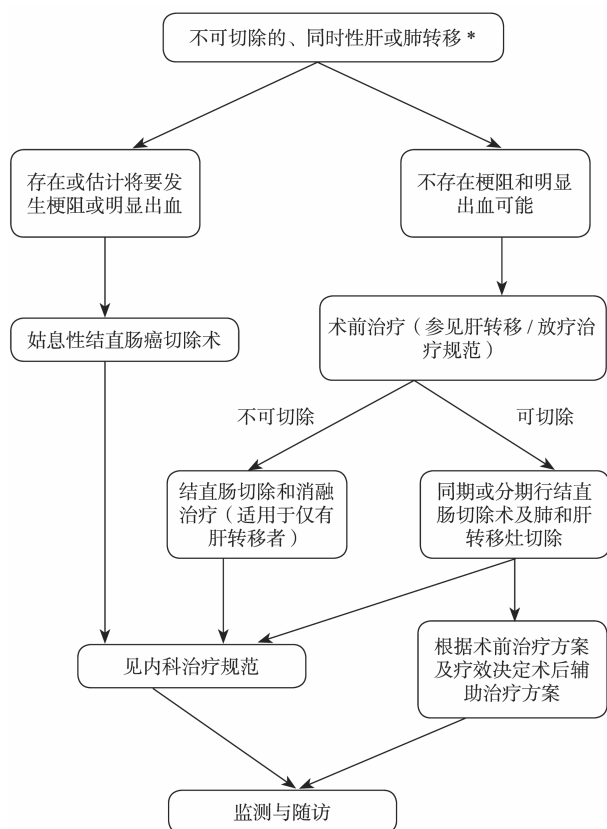 不可切除的、同时性肝或肺转移*
存在或估计将要发
生梗阻或明显出血
不存在梗阻和明显
出血可能
姑息性结直肠癌切除术
术前治疗（参见肝转移/放疗治
疗规范）
不可切除
可切除
结直肠切除和消融
治疗（适用于仅有
肝转移者）
同期或分期行结直
肠切除术及肺和肝
转移灶切除
见内科治疗规范
根据术前治疗方案
及疗效决定术后辅
助治疗方案
监测与随访